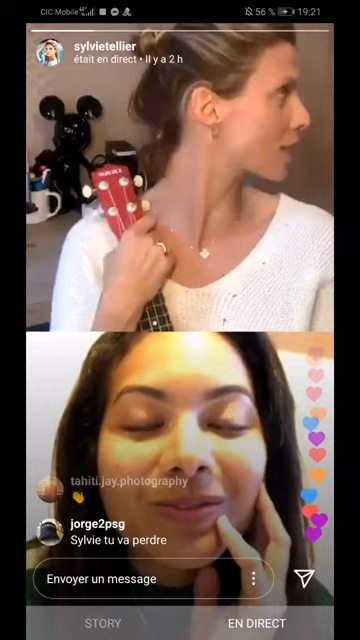 CIC Mobile 4G 56 % 19:21
sylvietellier
était en direct • Il y a 2 h
tahiti.jay.photography
jorge2psg
Sylvie tu va perdre
Envoyer un message
STORY EN DIRECT